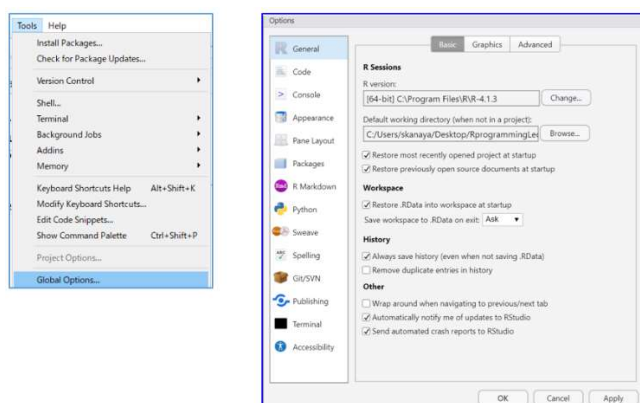 Tools Help
Install Packages...
Check for Package Updates...
Version Control
Shell...
Terminal
Background Jobs
Addins
Memory
Keyboard Shortcuts Help Alt+Shift+K
Modify Keyboard Shortcuts...
Edit Code Snippets...
Show Command Palette Ctrl+Shift+P
Project Options...
Global Options...
Options
General
Code
Console
Appearance
Pane Layout
Packages
R Markdown
Python
Sweave
Spelling
Git/SVN
Publishing
Terminal
Accessibility
Basic Graphics Advanced
R Sessions
R version:
[64-bit] C:\Program Files\R\R-4.1.3 Change...
Default working directory (when not in a project):
C:/Users/skanaya/Desktop/RprogrammingLec Browse...
Restore most recently opened project at startup
Restore previously open source documents at startup
Workspace
Restore .RData into workspace at startup
Save workspace to .RData on exit: Ask
History
Always save history (even when not saving .RData)
Remove duplicate entries in history
Other
Wrap around when navigating to previous/next tab
Automatically notify me of updates to RStudio
Send automated crash reports to RStudio
OK Cancel Apply